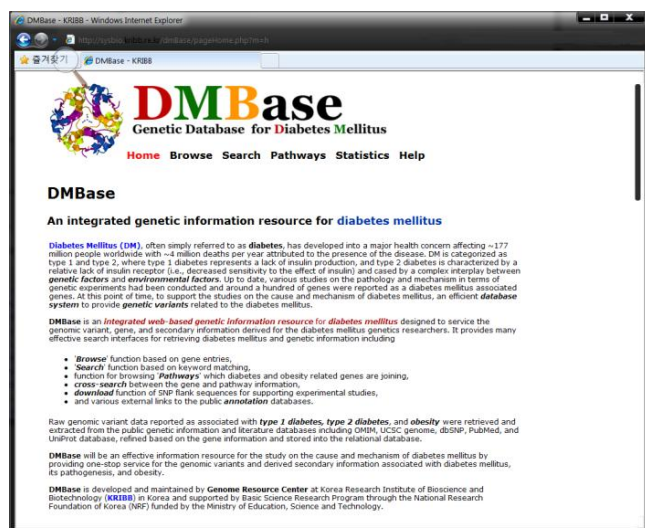 DMBase - KRIBB - Windows Internet Explorer
http://sysbio.kribb.re.kr/dmBase/pageHome.php?m=h
즐겨찾기 DMBase - KRIBB
DMBase
Genetic Database for Diabetes Mellitus
Home Browse Search Pathways Statistics Help
DMBase
An integrated genetic information resource for diabetes mellitus
Diabetes Mellitus (DM), often simply referred to as diabetes, has developed into a major health concern affecting ~177
million people worldwide with ~4 million deaths per year attributed to the presence of the disease. DM is categorized as
type 1 and type 2, where type 1 diabetes represents a lack of insulin production, and type 2 diabetes is characterized by a
relative lack of insulin receptor (i.e., decreased sensitivity to the effect of insulin) and cased by a complex interplay between
genetic factors and environmental factors. Up to date, various studies on the pathology and mechanism in terms of
genetic experiments had been conducted and around a hundred of genes were reported as a diabetes mellitus associated
genes. At this point of time, to support the studies on the cause and mechanism of diabetes mellitus, an efficient database
system to provide genetic variants related to the diabetes mellitus.
DMBase is an integrated web-based genetic information resource for diabetes mellitus designed to service the
genomic variant, gene, and secondary information derived for the diabetes mellitus genetics researchers. It provides many
effective search interfaces for retrieving diabetes mellitus and genetic information including
• 'Browse' function based on gene entries,
• 'Search' function based on keyword matching,
• function for browsing 'Pathways' which diabetes and obesity related genes are joining,
• cross-search between the gene and pathway information,
• download function of SNP flank sequences for supporting experimental studies,
• and various external links to the public annotation databases.
Raw genomic variant data reported as associated with type 1 diabetes, type 2 diabetes, and obesity were retrieved and
extracted from the public genetic information and literature databases including OMIM, UCSC genome, dbSNP, PubMed, and
UniProt database, refined based on the gene information and stored into the relational database.
DMBase will be an effective information resource for the study on the cause and mechanism of diabetes mellitus by
providing one-stop service for the genomic variants and derived secondary information associated with diabetes mellitus,
its pathogenesis, and obesity.
DMBase is developed and maintained by Genome Resource Center at Korea Research Institute of Bioscience and
Biotechnology (KRIBB) in Korea and supported by Basic Science Research Program through the National Research
Foundation of Korea (NRF) funded by the Ministry of Education, Science and Technology.